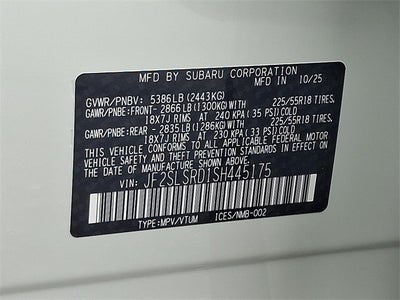 MFD BY SUBARU CORPORATION 10/25
GVWR/PNBV: 5386LB (2443KG)
GAWR/PNBE: FRONT- 2866LB (1300KG)WITH 225/55R18 TIRES.
18X7J RIMS AT 240 KPA ( 35 PSI) COLD
GAWR/PNBE: REAR - 2835LB (1286KG)WITH 225/55R18 TIRES.
18X7J RIMS AT 230 KPA ( 33 PSI) COLD
THIS VEHICLE CONFORMS TO ALL APPLICABLE FEDERAL MOTOR
VEHICLE SAFETY AND THEFT PREVENTION STANDARDS IN EFFECT ON
THE DATE OF MANUFACTURE SHOWN ABOVE.
VIN: JF2SLSRD1SH445175
TYPE:MPV/VTUM ICES/NMB-002